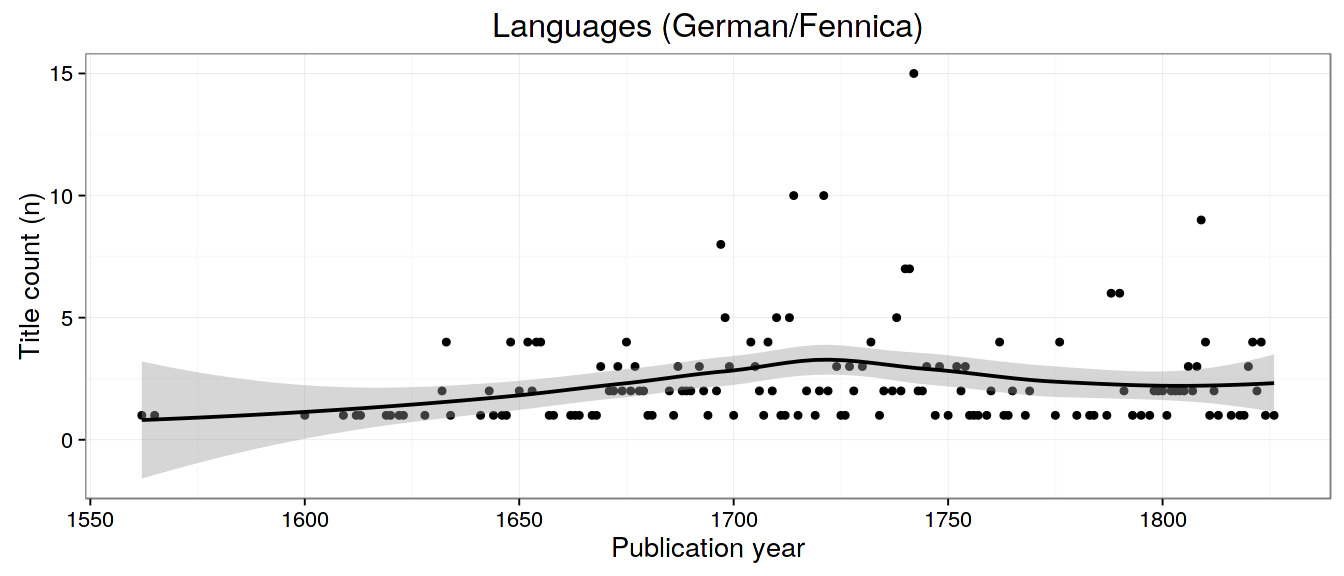 Languages (German/Fennica)
Title count (n)
15
10
5
0
1550 1600 1650 1700 1750 1800
Publication year